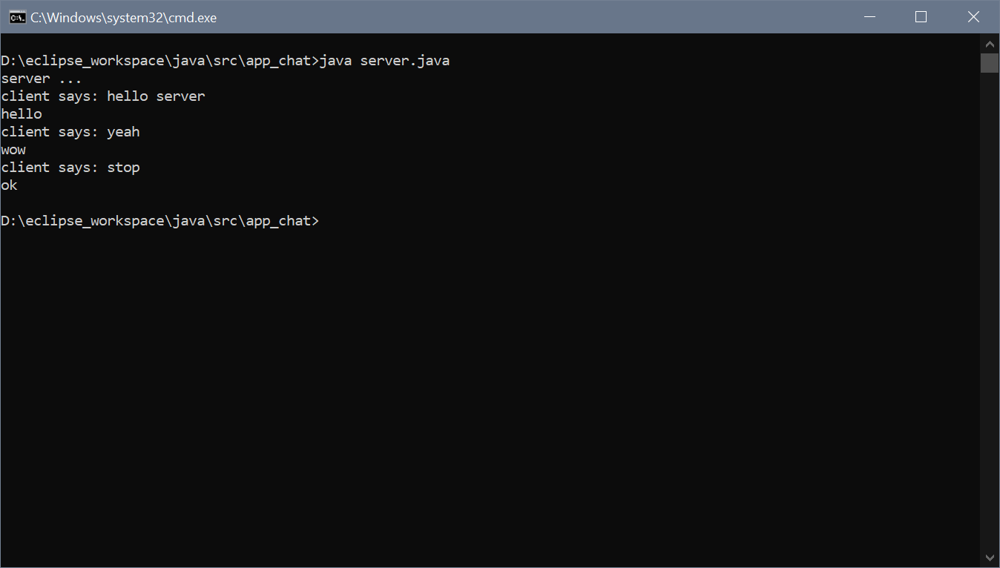 C:\Windows\system32\cmd.exe
D:\eclipse_workspace\java\src\app_chat>java server.java
server ...
client says: hello server
hello
client says: yeah
wow
client says: stop
ok
D:\eclipse_workspace\java\src\app_chat>